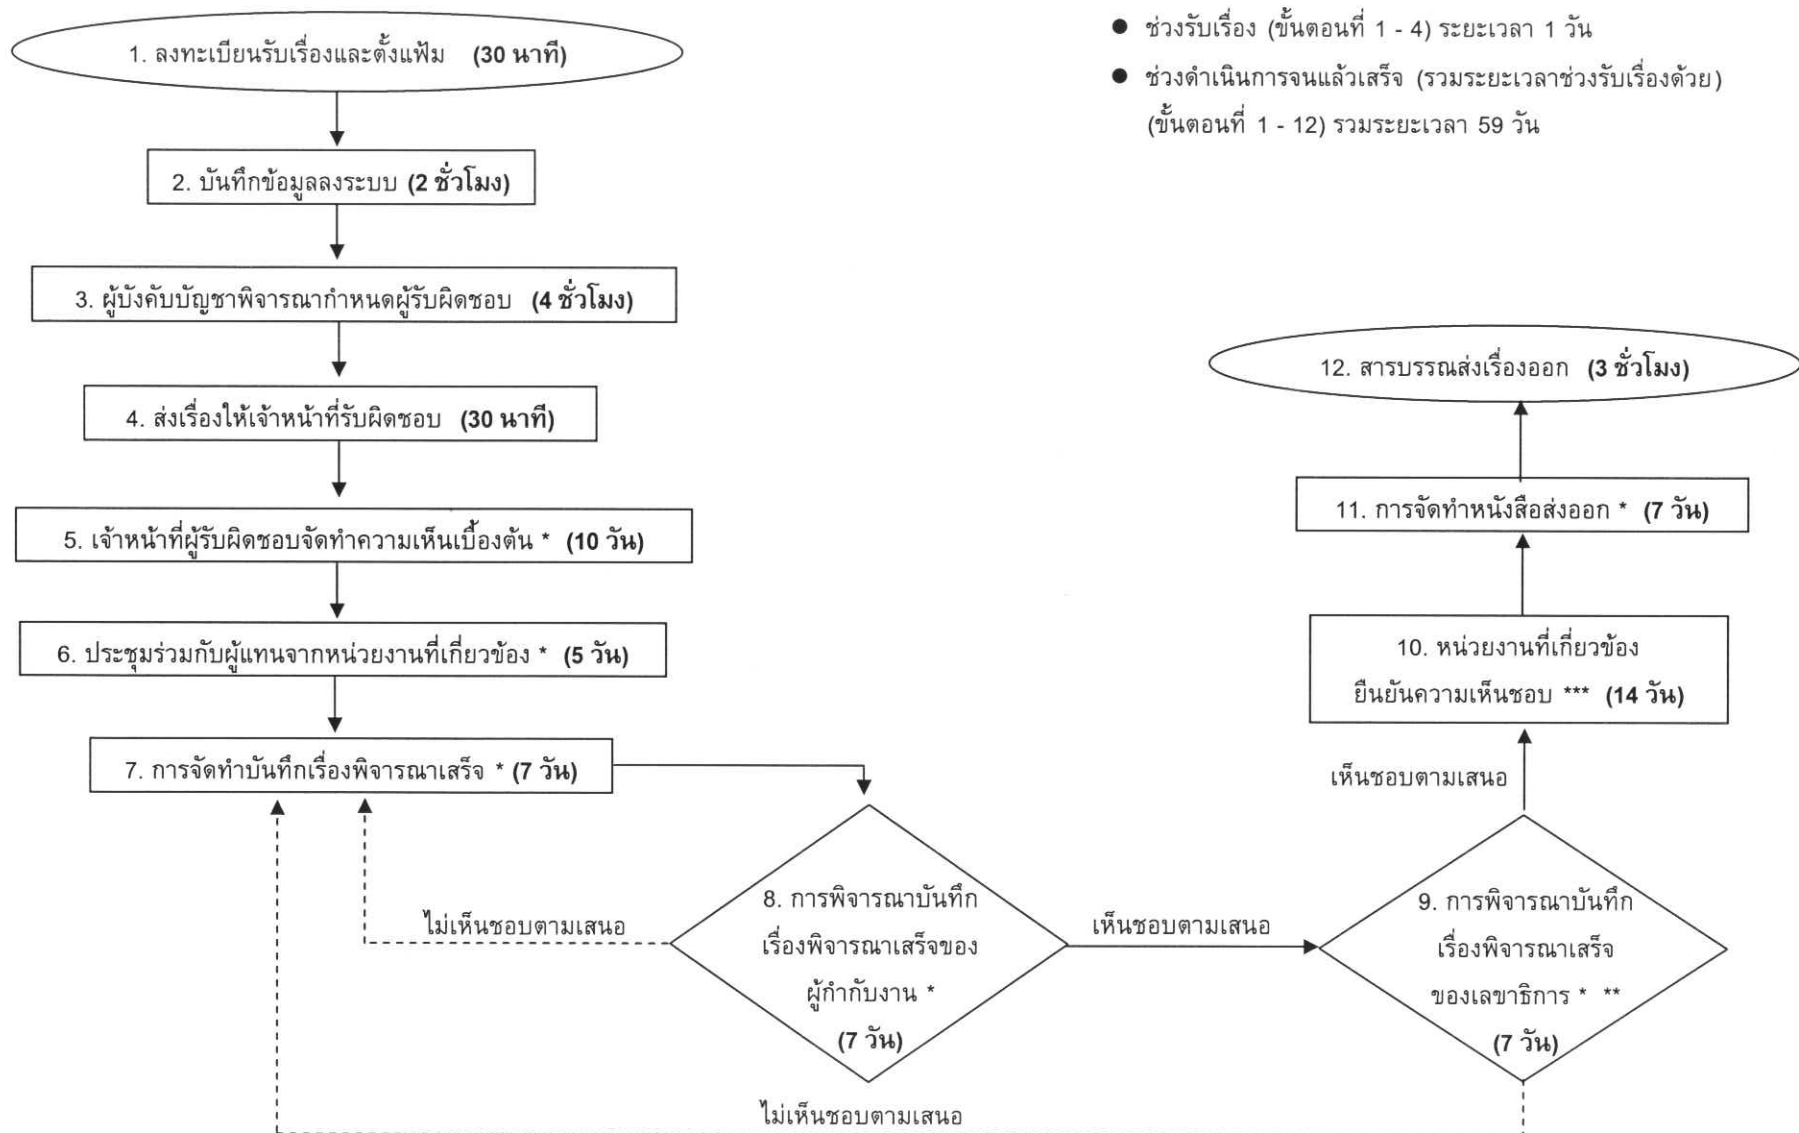 ● ช่วงรับเรื่อง (ขั้นตอนที่ 1 - 4) ระยะเวลา 1 วัน
● ช่วงดำเนินการจนแล้วเสร็จ (รวมระยะเวลาช่วงรับเรื่องด้วย)
(ขั้นตอนที่ 1 - 12) รวมระยะเวลา 59 วัน
1. ลงทะเบียนรับเรื่องและตั้งแฟ้ม (30 นาที)
2. บันทึกข้อมูลลงระบบ (2 ชั่วโมง)
3. ผู้บังคับบัญชาพิจารณากำหนดผู้รับผิดชอบ (4 ชั่วโมง)
4. ส่งเรื่องให้เจ้าหน้าที่รับผิดชอบ (30 นาที)
5. เจ้าหน้าที่ผู้รับผิดชอบจัดทำความเห็นเบื้องต้น * (10 วัน)
6. ประชุมร่วมกับผู้แทนจากหน่วยงานที่เกี่ยวข้อง * (5 วัน)
7. การจัดทำบันทึกเรื่องพิจารณาเสร็จ * (7 วัน)
ไม่เห็นชอบตามเสนอ
8. การพิจารณาบันทึก
เรื่องพิจารณาเสร็จของ
ผู้กำกับงาน *
(7 วัน)
เห็นชอบตามเสนอ
9. การพิจารณาบันทึก
เรื่องพิจารณาเสร็จ
ของเลขาธิการ * **
(7 วัน)
ไม่เห็นชอบตามเสนอ
เห็นชอบตามเสนอ
10. หน่วยงานที่เกี่ยวข้อง
ยืนยันความเห็นชอบ *** (14 วัน)
11. การจัดทำหนังสือส่งออก * (7 วัน)
12. สารบรรณส่งเรื่องออก (3 ชั่วโมง)